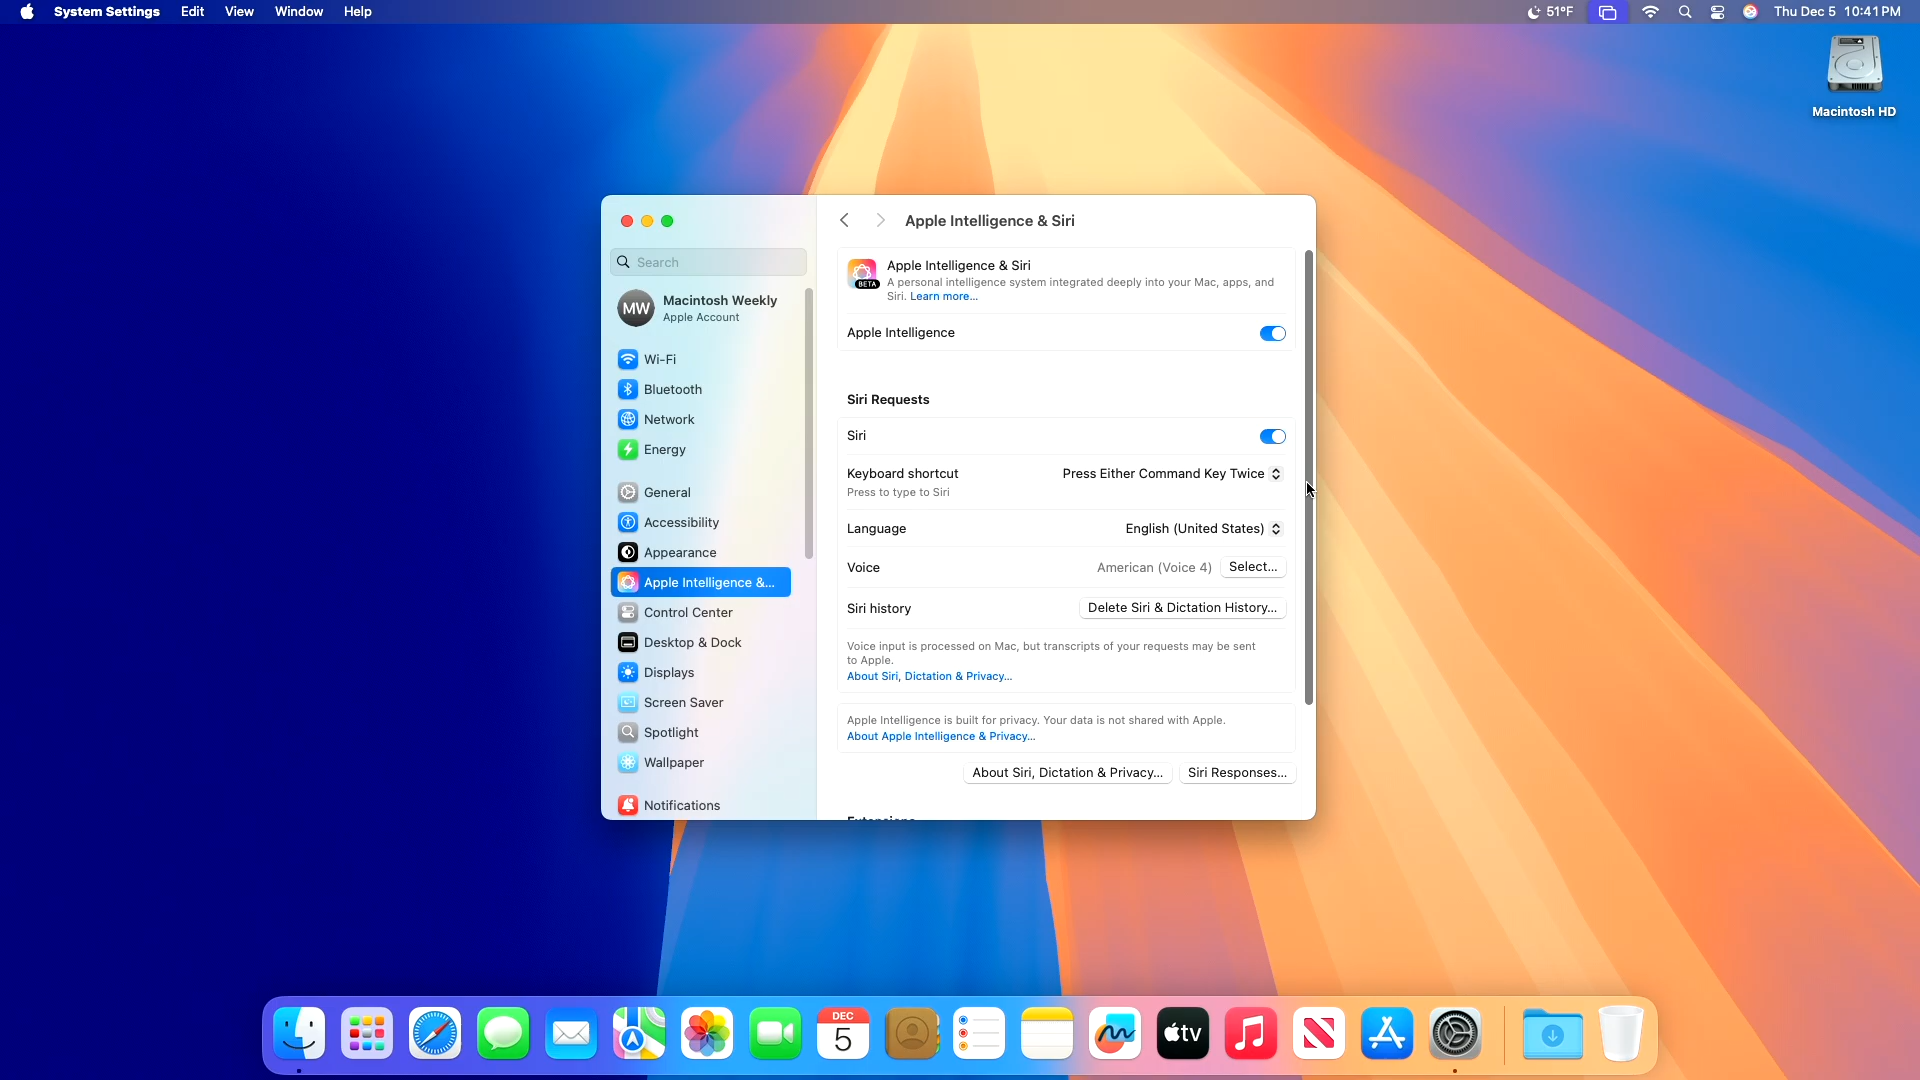 System Settings Edit View Window Help
51°F Thu Dec 5 10:41 PM
Macintosh HD
Apple Intelligence & Siri
Search
MW Macintosh Weekly
Apple Account
Wi-Fi
Bluetooth
Network
Energy
General
Accessibility
Appearance
Apple Intelligence &...
Control Center
Desktop & Dock
Displays
Screen Saver
Spotlight
Wallpaper
Notifications
Apple Intelligence & Siri
BETA
A personal intelligence system integrated deeply into your Mac, apps, and
Siri. Learn more...
Apple Intelligence
Siri Requests
Siri
Keyboard shortcut Press Either Command Key Twice
Press to type to Siri
Language English (United States)
Voice American (Voice 4) Select...
Siri history Delete Siri & Dictation History...
Voice input is processed on Mac, but transcripts of your requests may be sent
to Apple.
About Siri, Dictation & Privacy...
Apple Intelligence is built for privacy. Your data is not shared with Apple.
About Apple Intelligence & Privacy...
About Siri, Dictation & Privacy... Siri Responses...
Extensions
DEC
5
tv